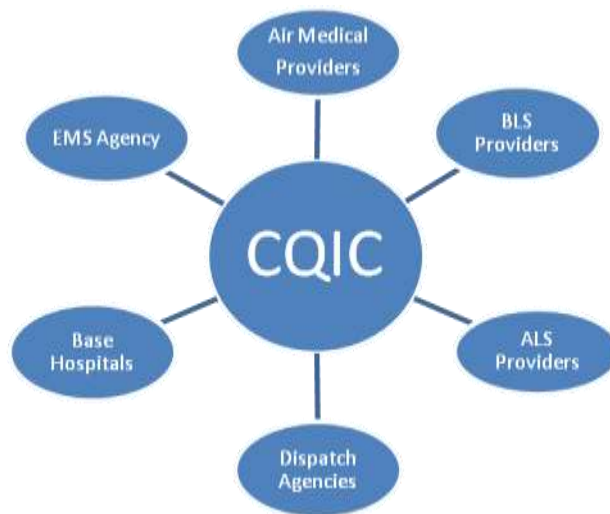 Air Medical
Providers
EMS Agency
BLS
Providers
CQIC
Base
Hospitals
ALS
Providers
Dispatch
Agencies